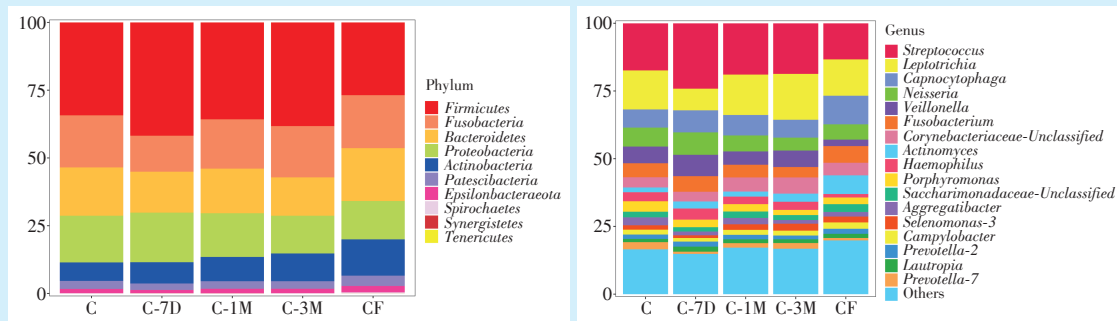 100
75
50
25
0
C
C-7D
C-1M
C-3M
CF
Phylum
Firmicutes
Fusobacteria
Bacteroidetes
Proteobacteria
Actinobacteria
Patescibacteria
Epsilonbacteraeota
Spirochaetes
Synergistetes
Tenericutes
100
75
50
25
0
C
C-7D
C-1M
C-3M
CF
Genus
Streptococcus
Leptotrichia
Capnocytophaga
Neisseria
Veillonella
Fusobacterium
Corynebacteriaceae-Unclassified
Actinomyces
Haemophilus
Porphyromonas
Saccharimonadaceae-Unclassified
Aggregatibacter
Selenomonas-3
Campylobacter
Prevotella-2
Lautropia
Prevotella-7
Others